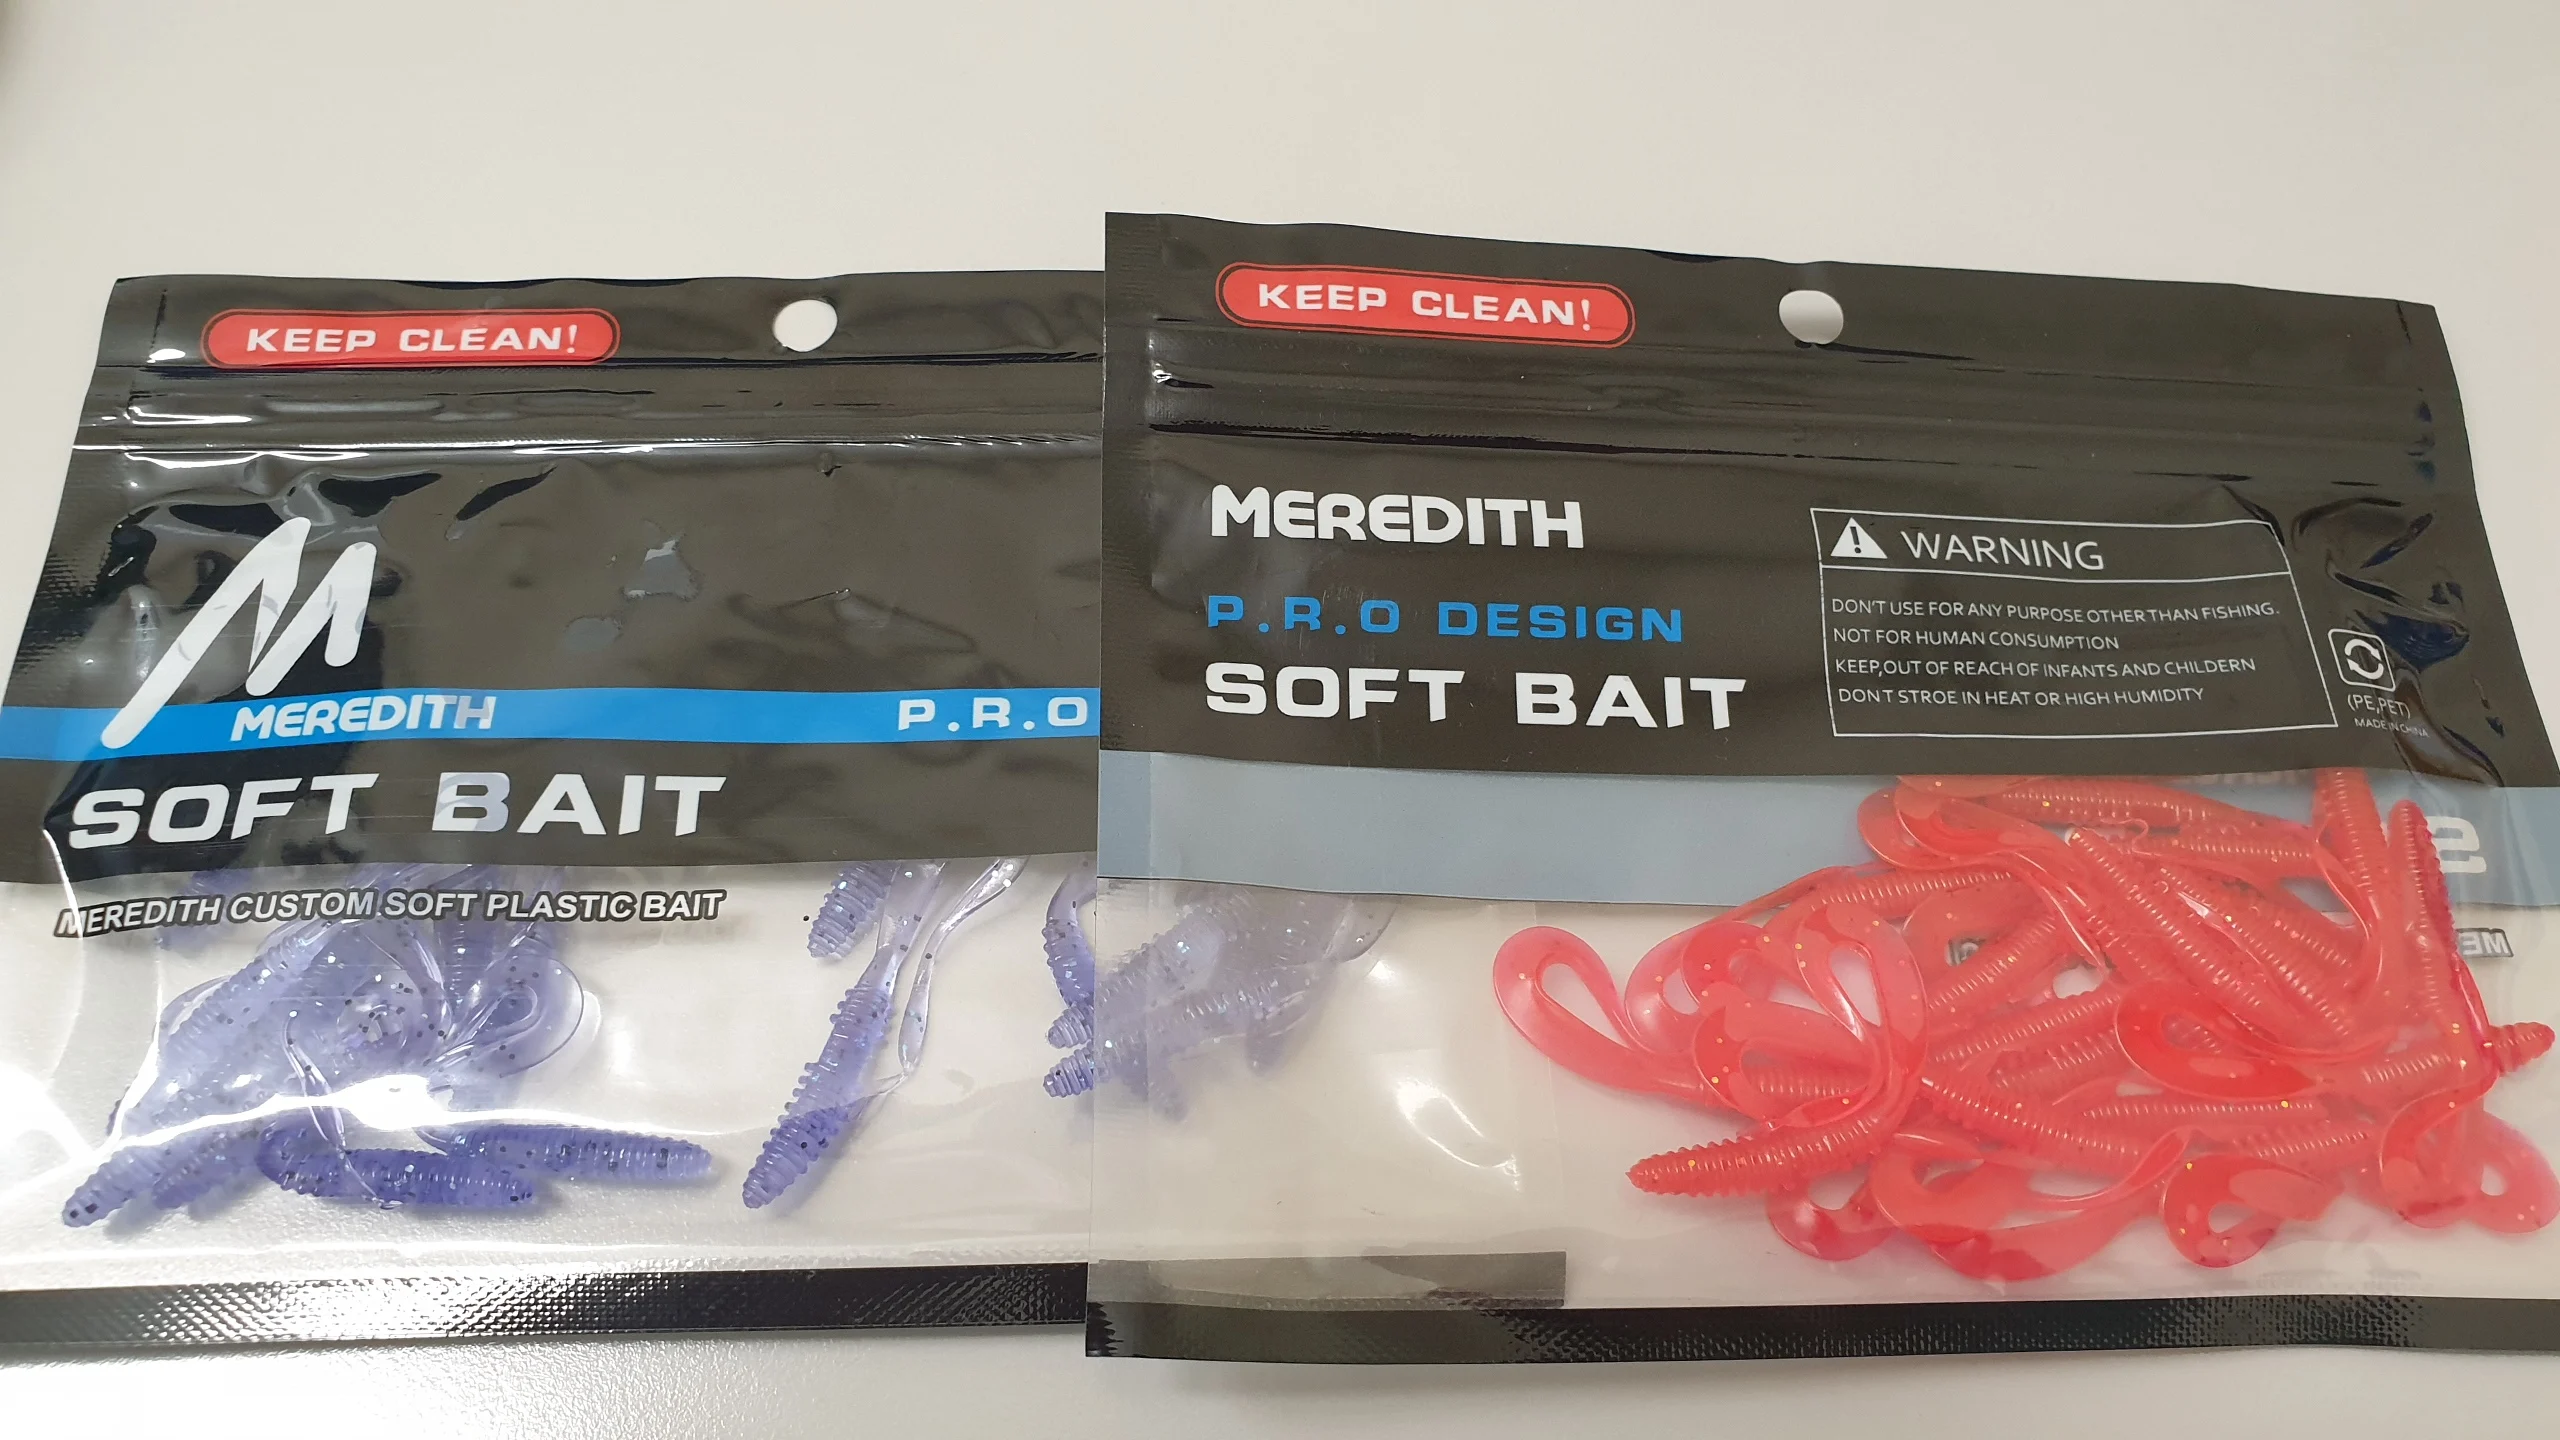 KEEP CLEAN!
MEREDITH
P.R.O
SOFT BAIT
MEREDITH CUSTOM SOFT PLASTIC BAIT
KEEP CLEAN!
MEREDITH
P.R.O DESIGN
SOFT BAIT
WARNING
DON'T USE FOR ANY PURPOSE OTHER THAN FISHING.
NOT FOR HUMAN CONSUMPTION
KEEP,OUT OF REACH OF INFANTS AND CHILDERN
DON T STROE IN HEAT OR HIGH HUMIDITY
(PE,PET)
MADE IN CHINA